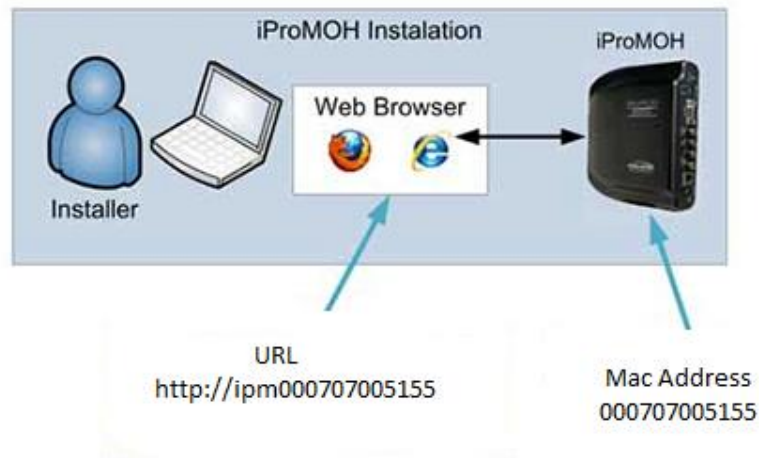 iProMOH Instalation
iProMOH
Web Browser
Installer
URL
http://ipm000707005155
Mac Address
000707005155